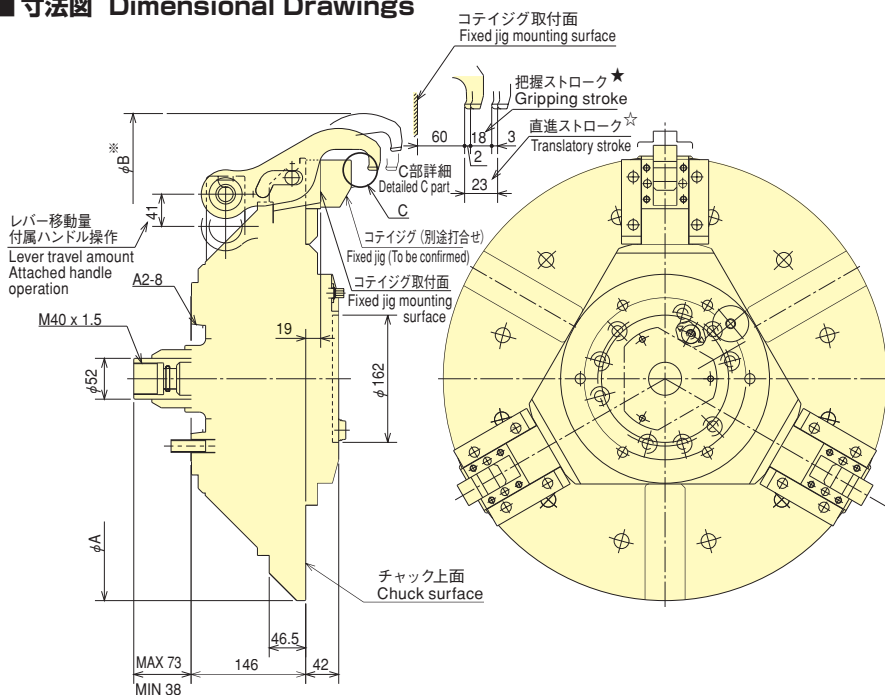 ■ 寸法図 Dimensional Drawings
コテイジグ取付面
Fixed jig mounting surface
把握ストローク★
Gripping stroke
直進ストローク☆
Translatory stroke
60
18
3
2
23
φB※
C部詳細
Detailed C part
C
41
レバー移動量
付属ハンドル操作
Lever travel amount
Attached handle
operation
コテイジグ (別途打合せ)
Fixed jig (To be confirmed)
コテイジグ取付面
Fixed jig mounting
surface
A2-8
M40 x 1.5
19
φ52
φ162
φA
チャック上面
Chuck surface
46.5
MAX 73
146
42
MIN 38